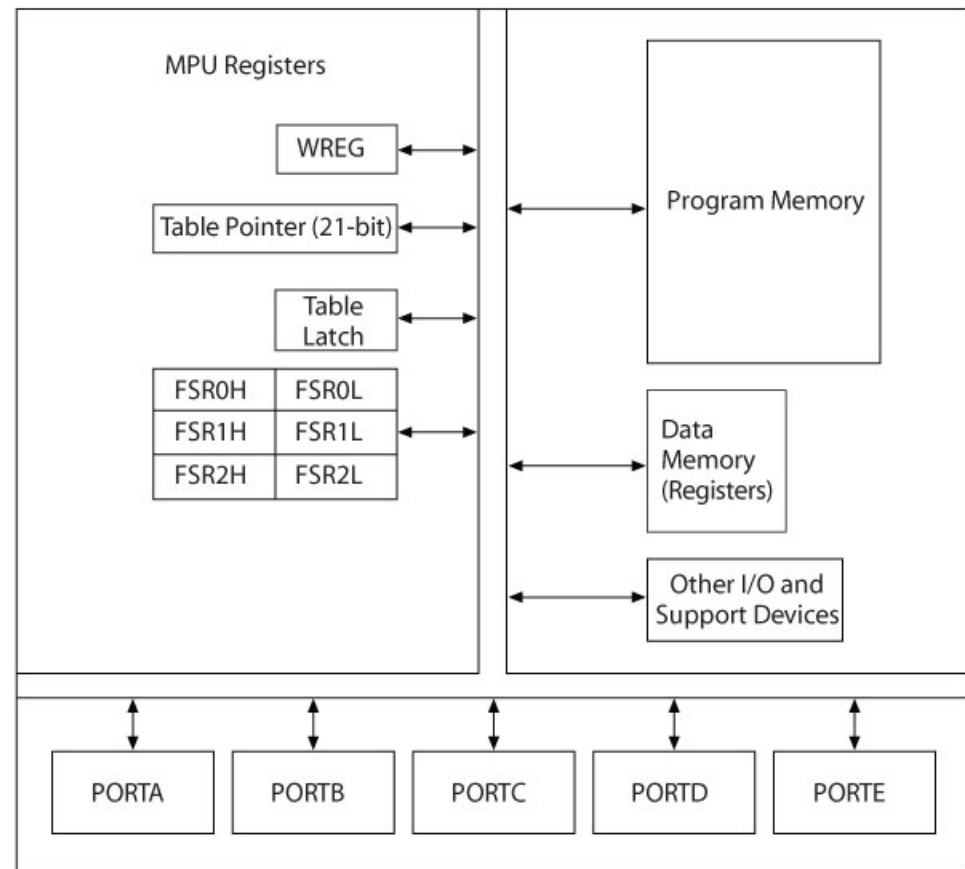 MPU Registers
WREG
Table Pointer (21-bit)
Table
Latch
FSR0H FSR0L
FSR1H FSR1L
FSR2H FSR2L
Program Memory
Data
Memory
(Registers)
Other I/O and
Support Devices
PORTA PORTB PORTC PORTD PORTE